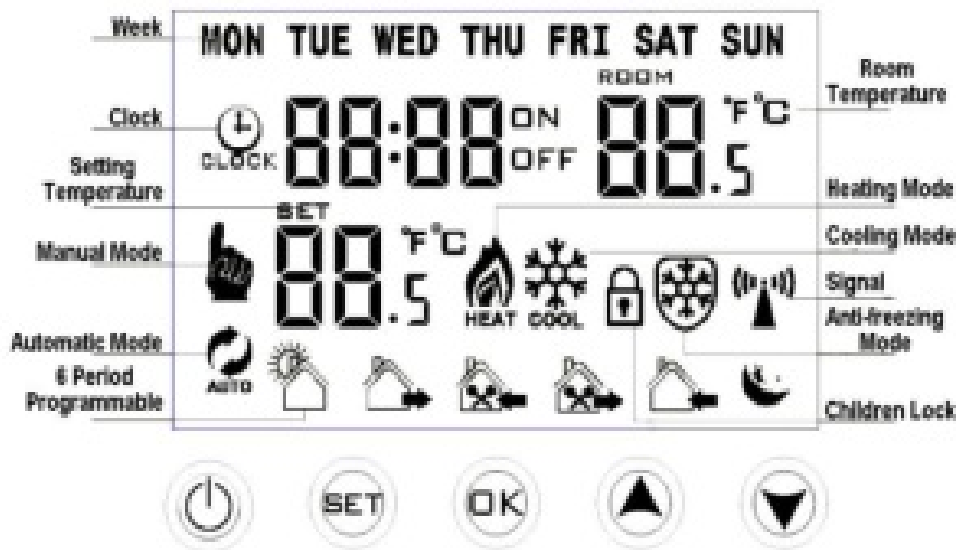 Week
MON TUE WED THU FRI SAT SUN
ROOM
Room
Temperature
Clock
CLOCK
88:88
ON
OFF
88.5
°F°C
Setting
Temperature
SET
88.5
°F°C
Manual Mode
Heating Mode
HEAT
Cooling Mode
COOL
Signal
Anti-freezing
Mode
Automatic Mode
AUTO
6 Period
Programmable
Children Lock
SET
OK